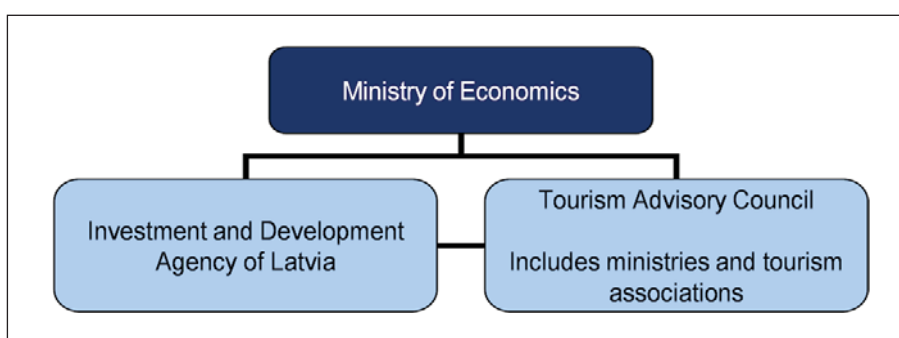 Ministry of Economics
Investment and Development
Agency of Latvia
Tourism Advisory Council
Includes ministries and tourism
associations